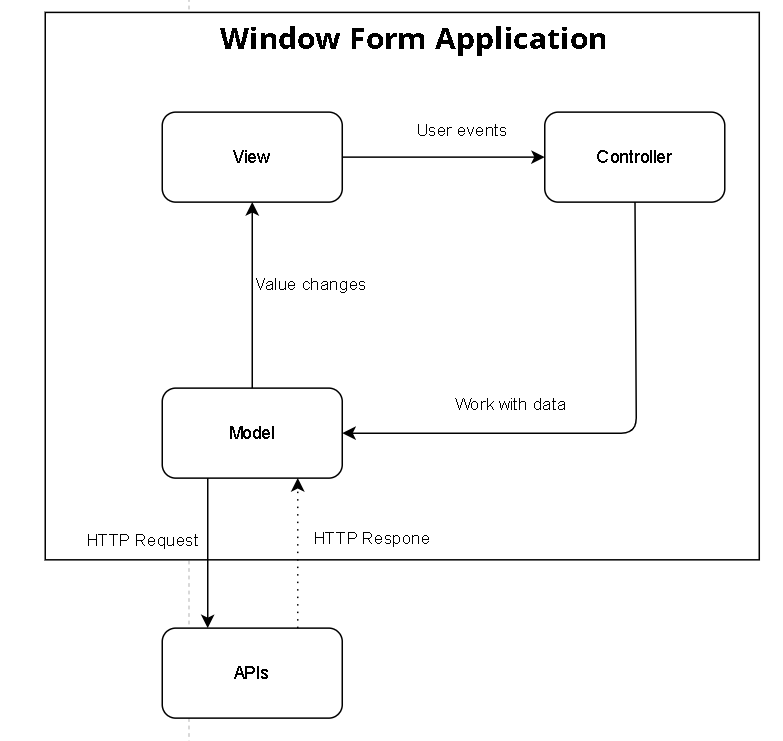 Window Form Application
User events
View
Controller
Value changes
Work with data
Model
HTTP Request
HTTP Respone
APIs